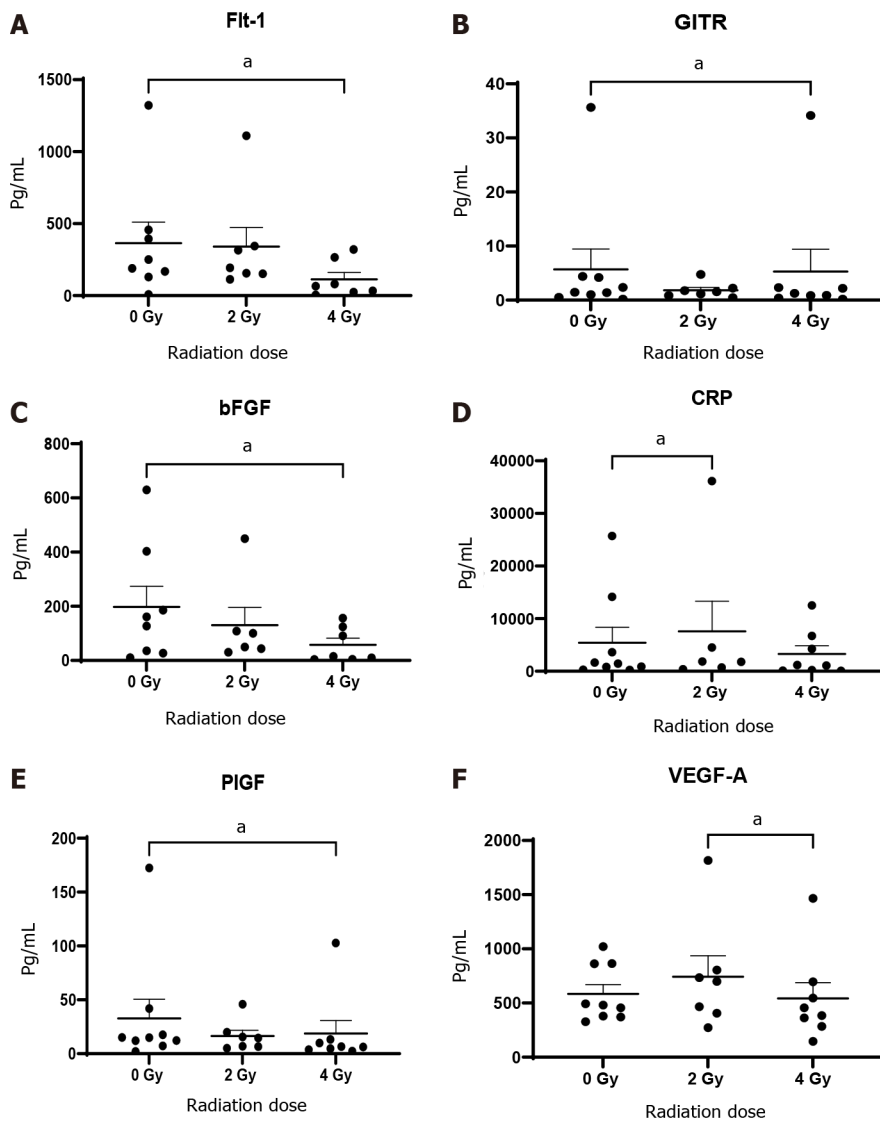 A
Flt-1
a
1500
1000
500
0
Pg/mL
0 Gy 2 Gy 4 Gy
Radiation dose
B
GITR
a
40
30
20
10
0
Pg/mL
0 Gy 2 Gy 4 Gy
Radiation dose
C
bFGF
a
800
600
400
200
0
Pg/mL
0 Gy 2 Gy 4 Gy
Radiation dose
D
CRP
a
40000
30000
20000
10000
0
Pg/mL
0 Gy 2 Gy 4 Gy
Radiation dose
E
PlGF
a
200
150
100
50
0
Pg/mL
0 Gy 2 Gy 4 Gy
Radiation dose
F
VEGF-A
a
2000
1500
1000
500
0
Pg/mL
0 Gy 2 Gy 4 Gy
Radiation dose